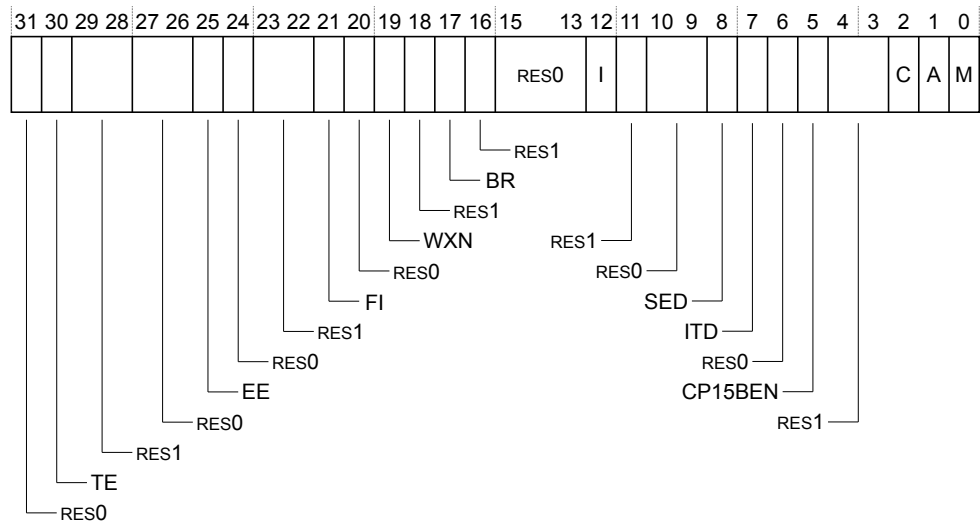 31 30 29 28 27 26 25 24 23 22 21 20 19 18 17 16 15 13 12 11 10 9 8 7 6 5 4 3 2 1 0
RES0 I C A M
RES1
BR
RES1
WXN RES1
RES0 RES0
FI SED
RES1 ITD
RES0 RES0
EE CP15BEN
RES0 RES1
RES1
TE
RES0